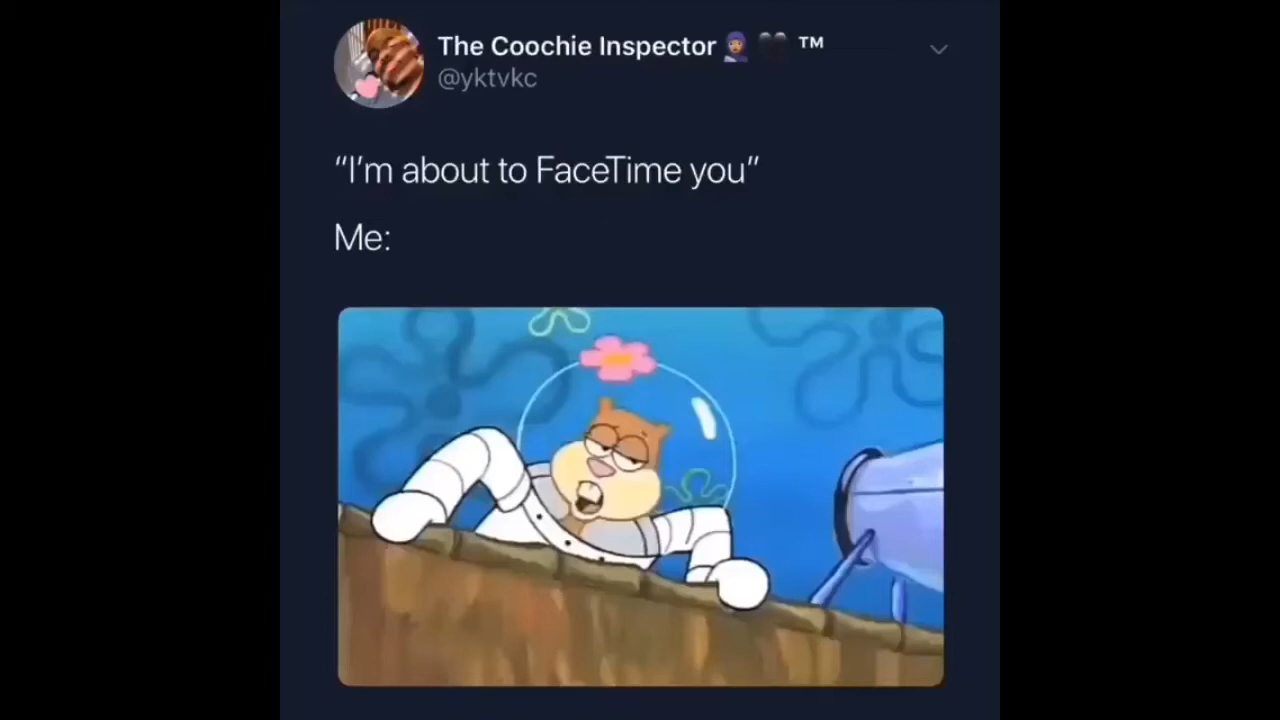 The Coochie Inspector🧕🏽🖤 ™
@yktvkc
“I’m about to FaceTime you”
Me: